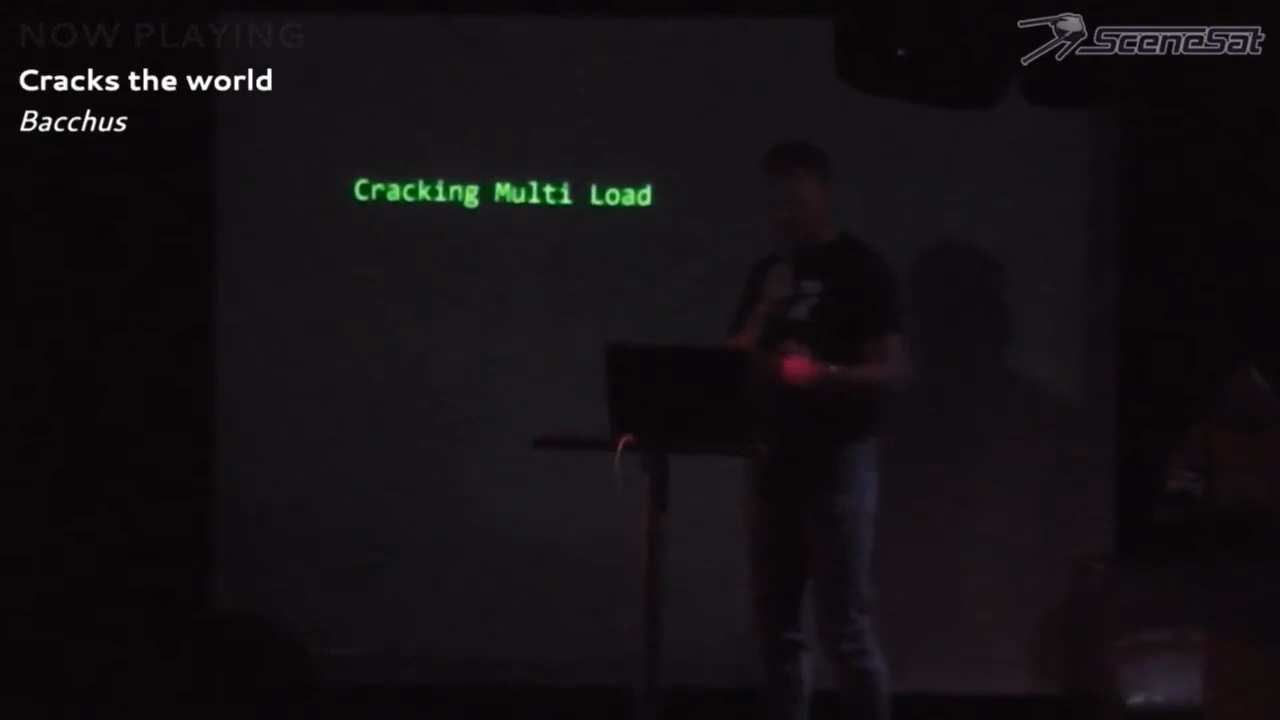 NOW PLAYING
Cracks the world
Bacchus
SceneSat
Cracking Multi Load